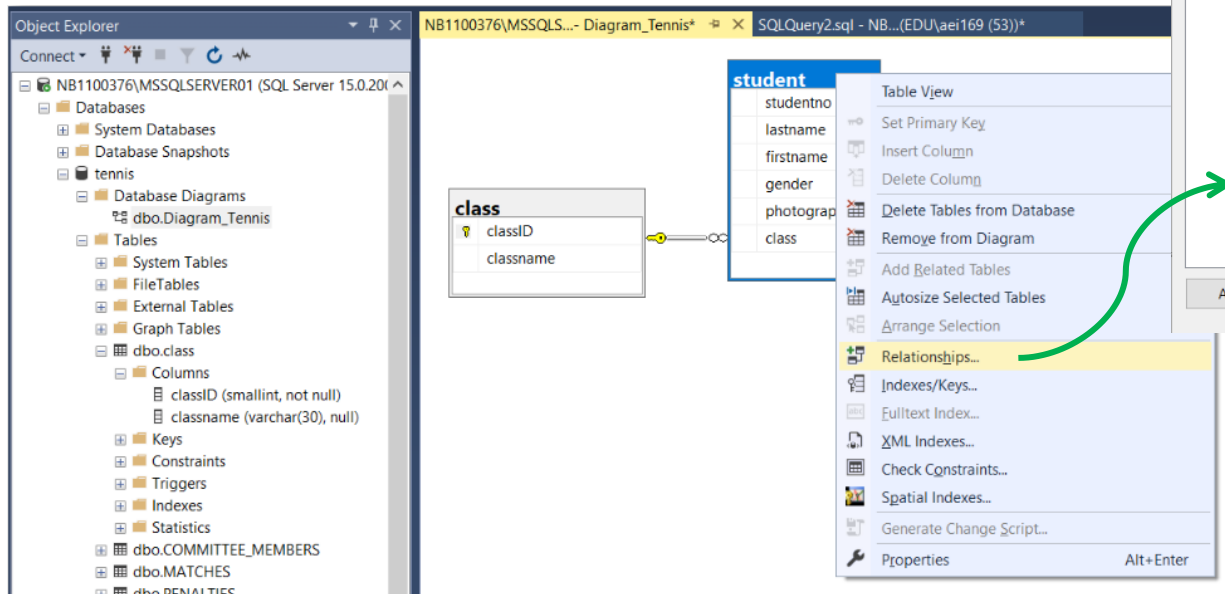 Object Explorer
Connect
NB1100376\MSSQLSERVER01 (SQL Server 15.0.200
Databases
System Databases
Database Snapshots
tennis
Database Diagrams
dbo.Diagram_Tennis
Tables
System Tables
FileTables
External Tables
Graph Tables
dbo.class
Columns
classID (smallint, not null)
classname (varchar(30), null)
Keys
Constraints
Triggers
Indexes
Statistics
dbo.COMMITTEE_MEMBERS
dbo.MATCHES
dbo.PENALTIES
NB1100376\MSSQLS...- Diagram_Tennis*
SQLQuery2.sql - NB...(EDU\aei169 (53))*
class
classID
classname
student
studentno
lastname
firstname
gender
photograp
class
Table View
Set Primary Key
Insert Column
Delete Column
Delete Tables from Database
Remove from Diagram
Add Related Tables
Autosize Selected Tables
Arrange Selection
Relationships...
Indexes/Keys...
Fulltext Index...
XML Indexes...
Check Constraints...
Spatial Indexes...
Generate Change Script...
Properties Alt+Enter
A